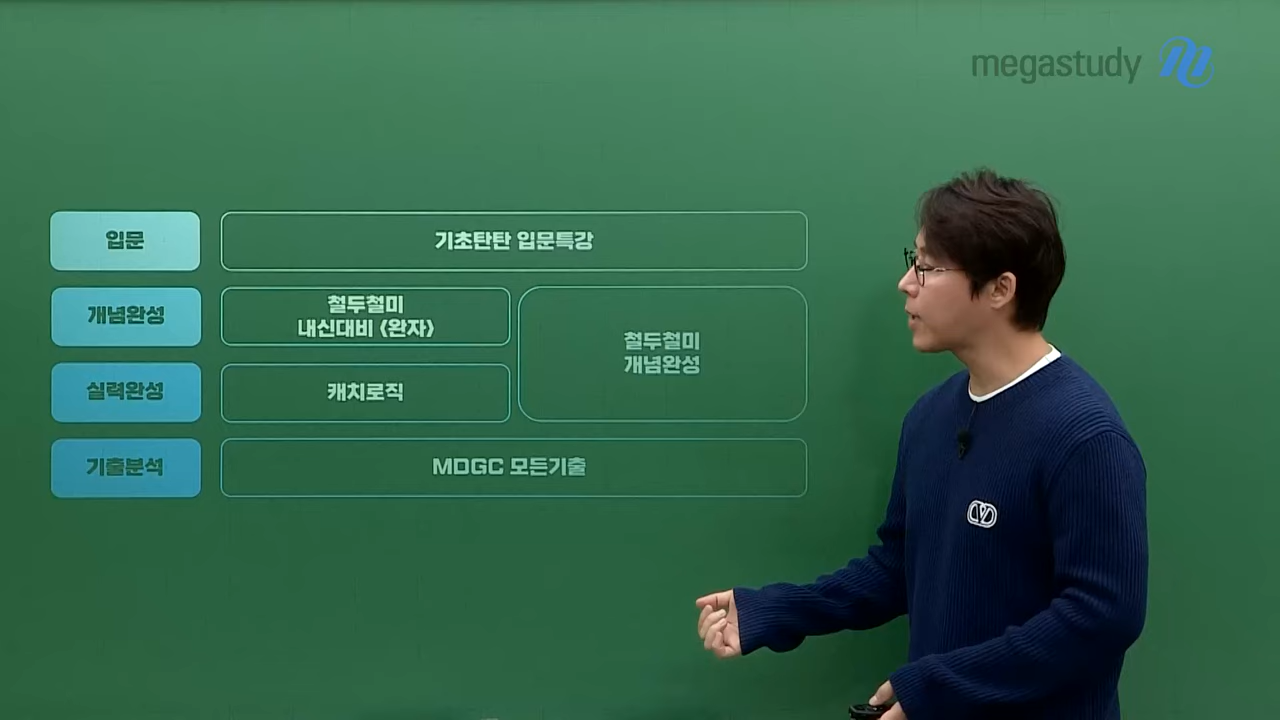 megastudy
입문
기초탄탄 입문특강
개념완성
철두철미
내신대비 <완자>
철두철미
개념완성
실력완성
캐치로직
기출분석
MDGC 모든기출